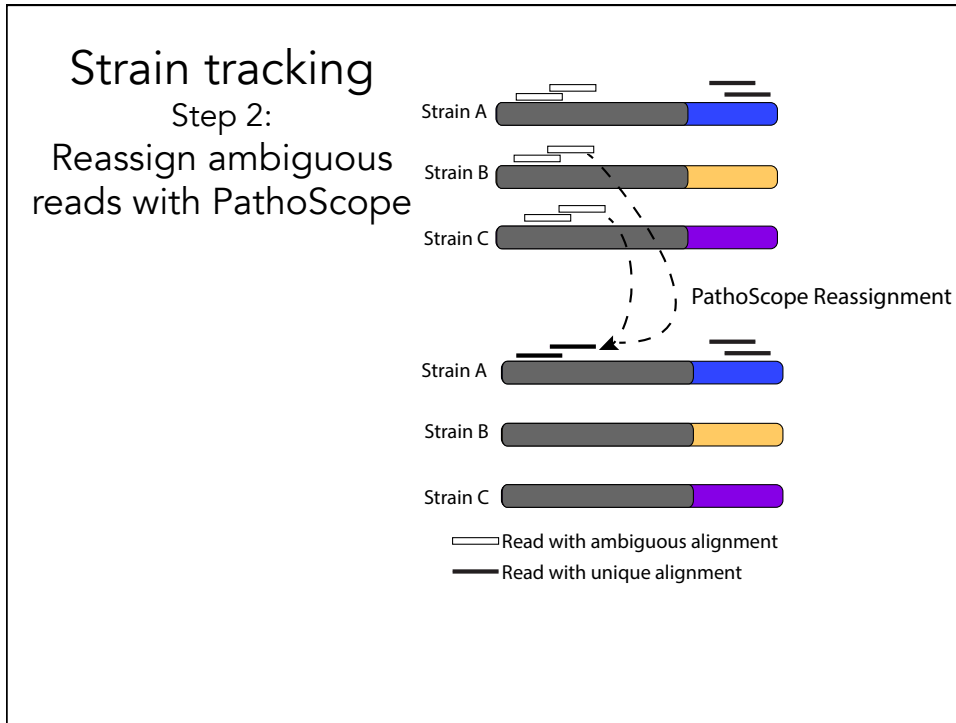 Strain tracking
Step 2:
Reassign ambiguous
reads with PathoScope
Strain A
Strain B
Strain C
PathoScope Reassignment
Strain A
Strain B
Strain C
Read with ambiguous alignment
Read with unique alignment